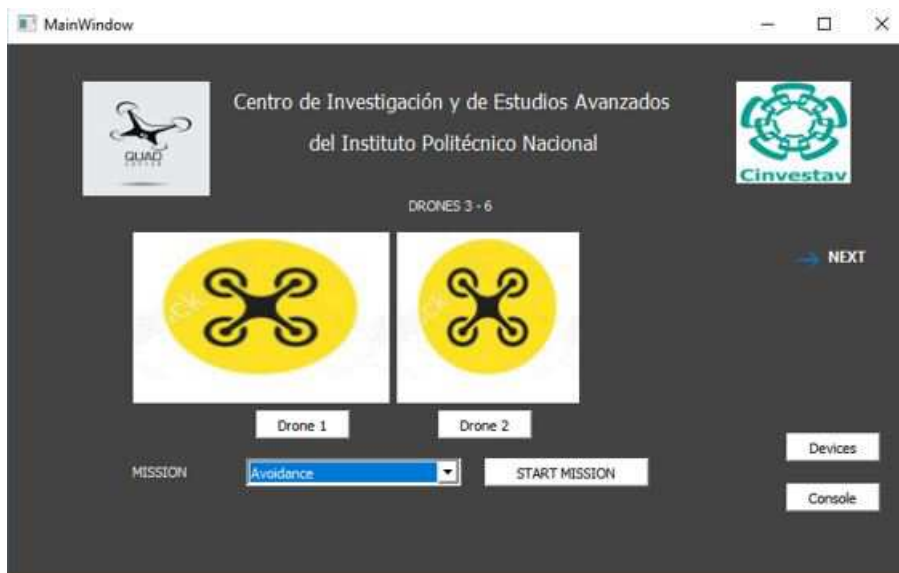 MainWindow
Centro de Investigación y de Estudios Avanzados
del Instituto Politécnico Nacional
QUAD
Cinvestav
DRONES 3 - 6
NEXT
Drone 1
Drone 2
Devices
MISSION
Avoidance
START MISSION
Console